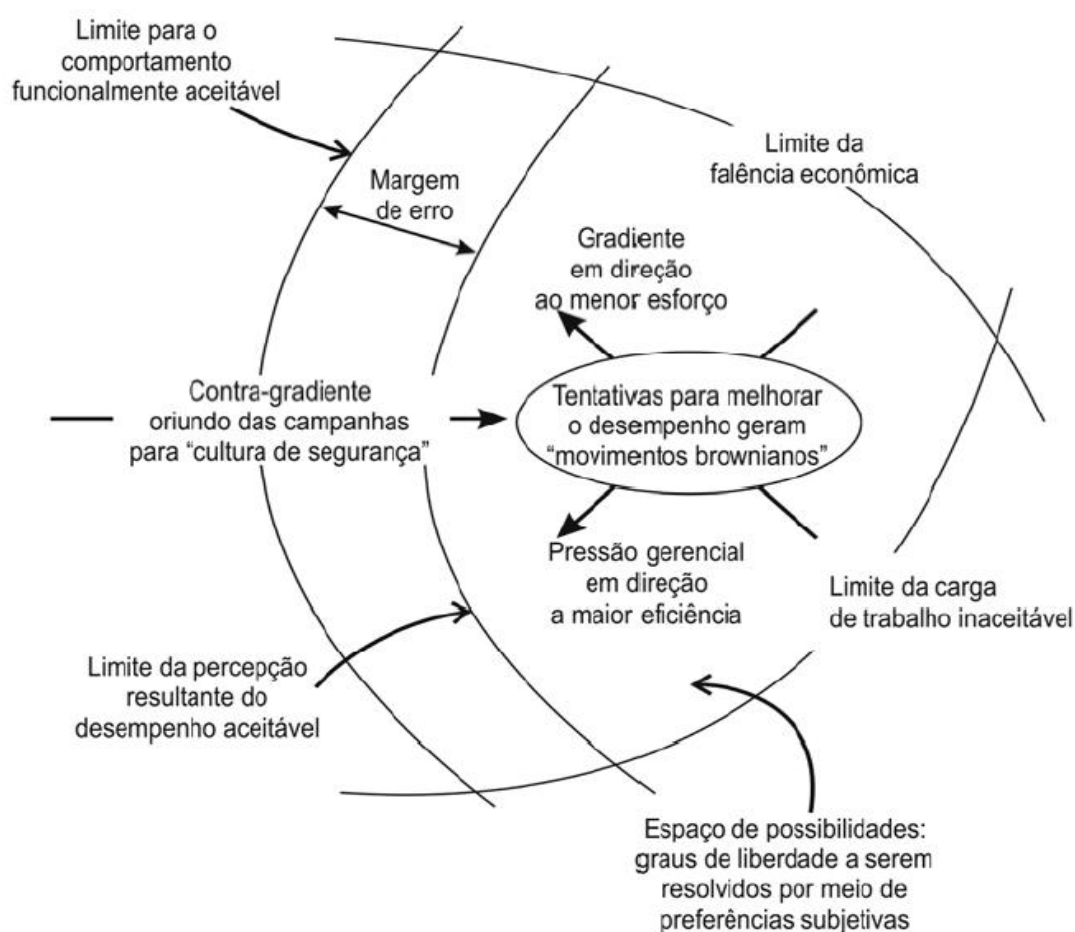 Limite para o
comportamento
funcionalmente aceitável
Limite da
falência econômica
Margem
de erro
Gradiente
em direção
ao menor esforço
Contra-gradiente
oriundo das campanhas
para “cultura de segurança”
Tentativas para melhorar
o desempenho geram
“movimentos brownianos”
Pressão gerencial
em direção
a maior eficiência
Limite da carga
de trabalho inaceitável
Limite da percepção
resultante do
desempenho aceitável
Espaço de possibilidades:
graus de liberdade a serem
resolvidos por meio de
preferências subjetivas